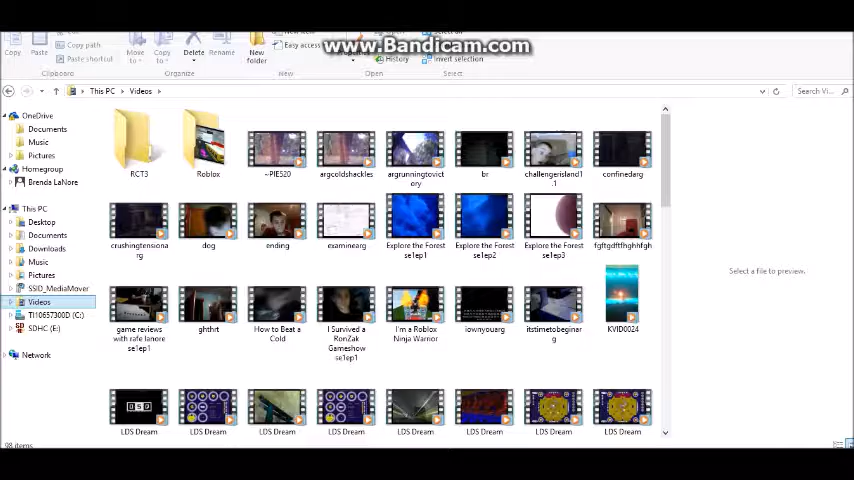 www.Bandicam.com
Copy
Paste
Copy path
Paste shortcut
Move to
Copy to
Delete
Rename
New folder
Easy access
Properties
History
Invert selection
Clipboard
Organize
New
Open
Select
This PC
Videos
Search Vi...
OneDrive
Documents
Music
Pictures
Homegroup
Brenda LaNore
This PC
Desktop
Documents
Downloads
Music
Pictures
SSID_MediaMover
Videos
TI10657300D (C:)
SDHC (E:)
Network
RCT3
Roblox
~PIE520
argcoldshackles
argrunningtovict
ory
br
challengerisland1
.1
confinedarg
crushingtensiona
rg
dog
ending
examinearg
Explore the Forest
se1ep1
Explore the Forest
se1ep2
Explore the Forest
se1ep3
fgftgdftfhghhfgh
game reviews
with rafe lanore
se1ep1
ghthrt
How to Beat a
Cold
I Survived a
RonZak
Gameshow
se1ep1
I'm a Roblox
Ninja Warrior
iownyouarg
itstimetobeginar
g
KVID0024
LDS Dream
LDS Dream
LDS Dream
LDS Dream
LDS Dream
LDS Dream
LDS Dream
LDS Dream
Select a file to preview.
98 items